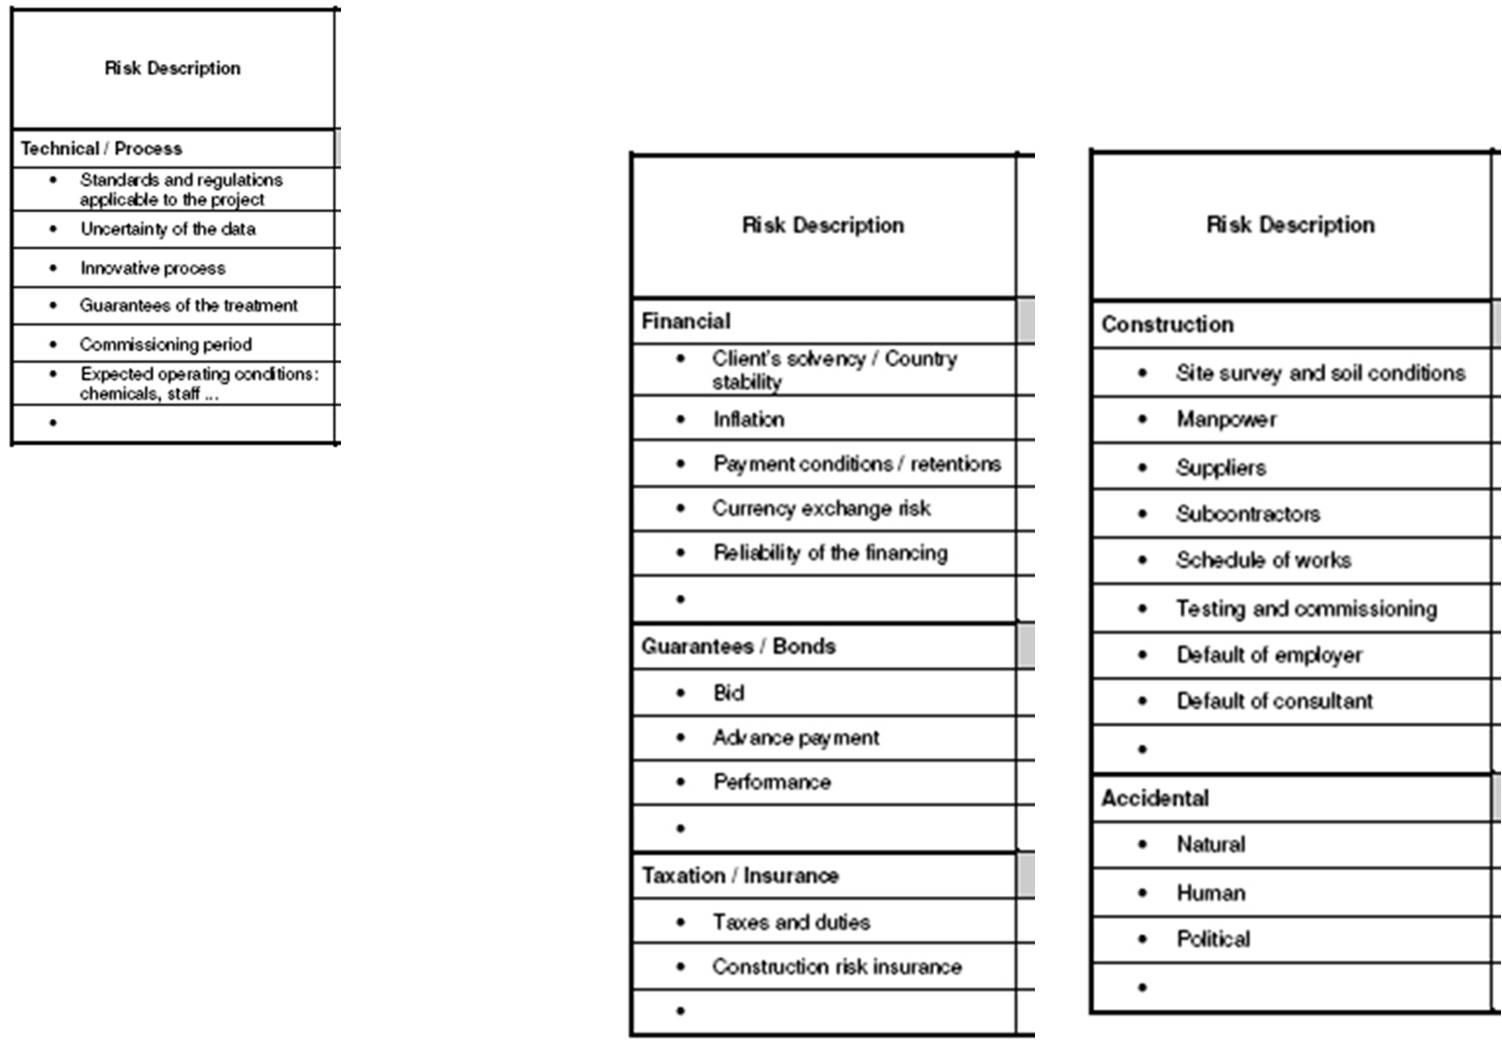 Risk Description
Technical / Process
• Standards and regulations
applicable to the project
• Uncertainty of the data
• Innovative process
• Guarantees of the treatment
• Commissioning period
• Expected operating conditions:
chemicals, staff ...
•
Risk Description
Financial
• Client's solvency / Country
stability
• Inflation
• Payment conditions / retentions
• Currency exchange risk
• Reliability of the financing
•
Guarantees / Bonds
• Bid
• Advance payment
• Performance
•
Taxation / Insurance
• Taxes and duties
• Construction risk insurance
•
Risk Description
Construction
• Site survey and soil conditions
• Manpower
• Suppliers
• Subcontractors
• Schedule of works
• Testing and commissioning
• Default of employer
• Default of consultant
•
Accidental
• Natural
• Human
• Political
•